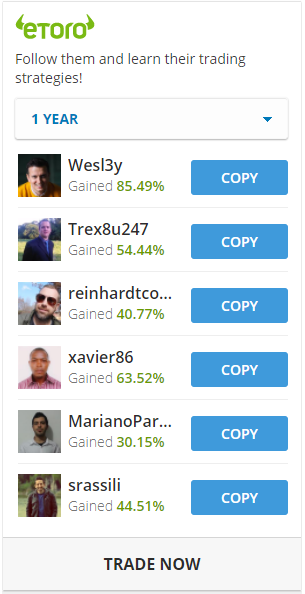 etoro
Follow them and learn their trading
strategies!
1 YEAR
Wesl3y
Gained 85.49%
COPY
Trex8u247
Gained 54.44%
COPY
reinhardtco...
Gained 40.77%
COPY
xavier86
Gained 63.52%
COPY
MarianoPar...
Gained 30.15%
COPY
srassili
Gained 44.51%
COPY
TRADE NOW